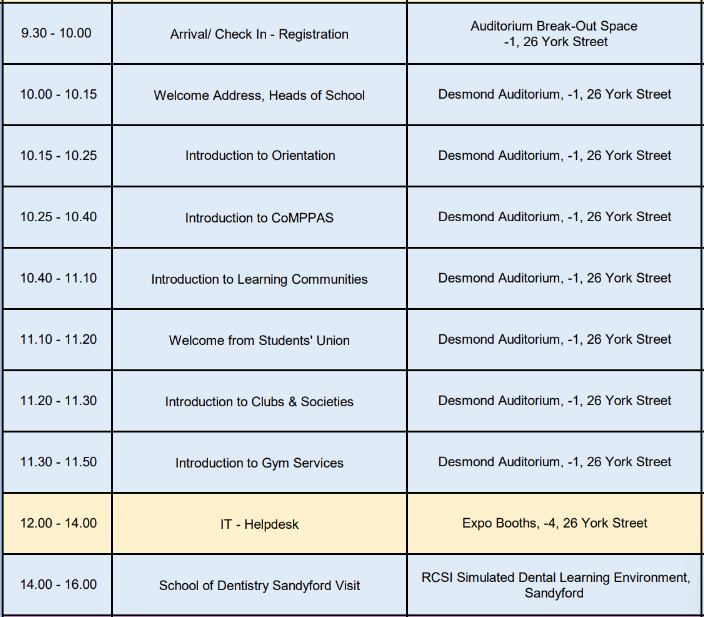 9.30 - 10.00 Arrival/ Check In - Registration Auditorium Break-Out Space
-1, 26 York Street
10.00 - 10.15 Welcome Address, Heads of School Desmond Auditorium, -1, 26 York Street
10.15 - 10.25 Introduction to Orientation Desmond Auditorium, -1, 26 York Street
10.25 - 10.40 Introduction to CoMPPAS Desmond Auditorium, -1, 26 York Street
10.40 - 11.10 Introduction to Learning Communities Desmond Auditorium, -1, 26 York Street
11.10 - 11.20 Welcome from Students' Union Desmond Auditorium, -1, 26 York Street
11.20 - 11.30 Introduction to Clubs & Societies Desmond Auditorium, -1, 26 York Street
11.30 - 11.50 Introduction to Gym Services Desmond Auditorium, -1, 26 York Street
12.00 - 14.00 IT - Helpdesk Expo Booths, -4, 26 York Street
14.00 - 16.00 School of Dentistry Sandyford Visit RCSI Simulated Dental Learning Environment,
Sandyford